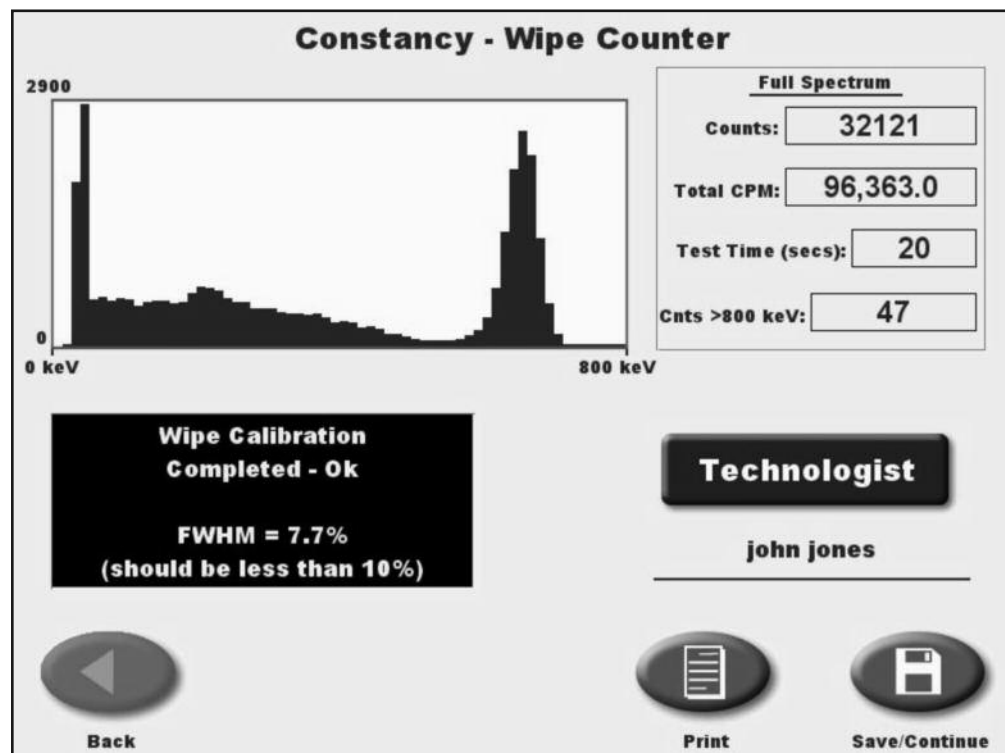 Constancy - Wipe Counter
2900
0
0 keV
800 keV
Full Spectrum
Counts: 32121
Total CPM: 96,363.0
Test Time (secs): 20
Cnts >800 keV: 47
Wipe Calibration
Completed - Ok
FWHM = 7.7%
(should be less than 10%)
Technologist
john jones
Back
Print
Save/Continue